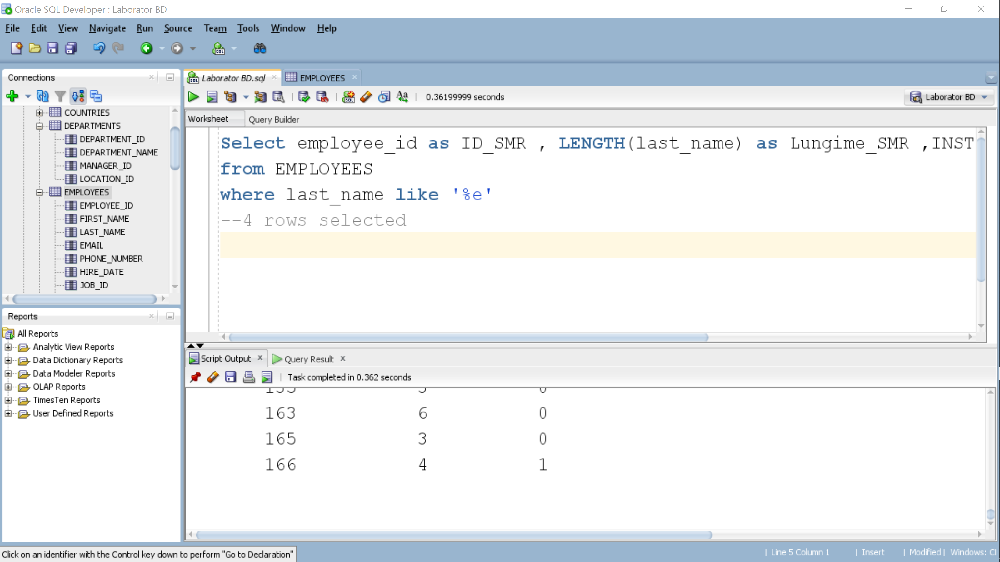 Oracle SQL Developer : Laborator BD
File Edit View Navigate Run Source Team Tools Window Help
Connections
COUNTRIES
DEPARTMENTS
DEPARTMENT_ID
DEPARTMENT_NAME
MANAGER_ID
LOCATION_ID
EMPLOYEES
EMPLOYEE_ID
FIRST_NAME
LAST_NAME
EMAIL
PHONE_NUMBER
HIRE_DATE
JOB_ID
Reports
All Reports
Analytic View Reports
Data Dictionary Reports
Data Modeler Reports
OLAP Reports
TimesTen Reports
User Defined Reports
Laborator BD.sql EMPLOYEES
0.36199999 seconds Laborator BD
Worksheet Query Builder
Select employee_id as ID_SMR , LENGTH(last_name) as Lungime_SMR ,INST
from EMPLOYEES
where last_name like '%e'
--4 rows selected
Script Output Query Result
Task completed in 0.362 seconds
163 6 0
165 3 0
166 4 1
Click on an identifier with the Control key down to perform "Go to Declaration"
| Line 5 Column 1 | Insert | Modified | Windows: